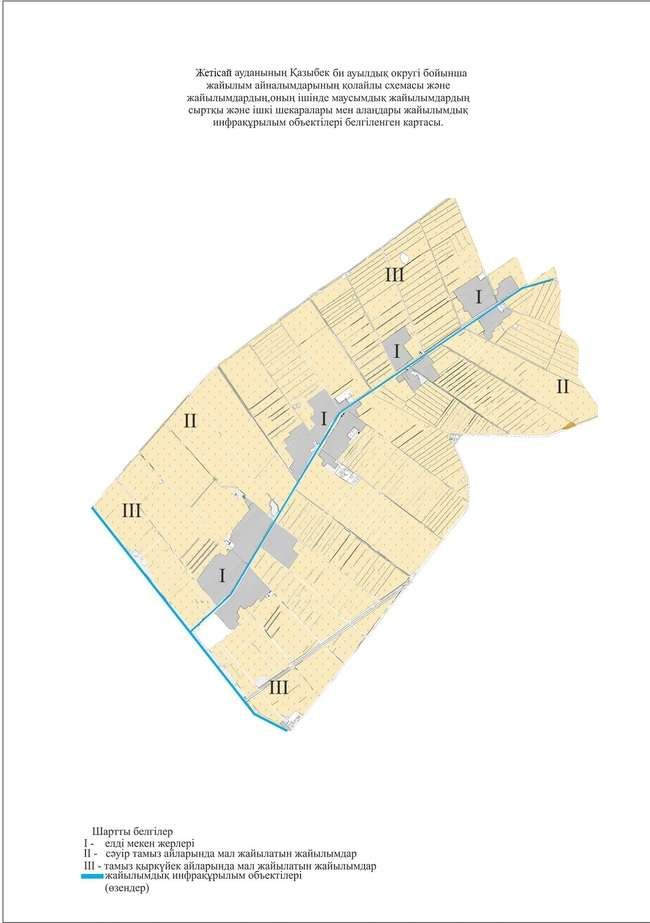 Жетісай ауданының Қазыбек би ауылдық округі бойынша
жайылым айналымдарының қолайлы схемасы және
жайылымдардың,оның ішінде маусымдық жайылымдардың
сыртқы және ішкі шекаралары мен алаңдары жайылымдық
инфрақұрылым объектілері белгіленген картасы.
III
I
I
II
I
II
III
I
III
Шартты белгілер
I - елді мекен жерлері
II - сәуір тамыз айларында мал жайылатын жайылымдар
III - тамыз қыркүйек айларында мал жайылатын жайылымдар
жайылымдық инфрақұрылым объектілері
(өзендер)